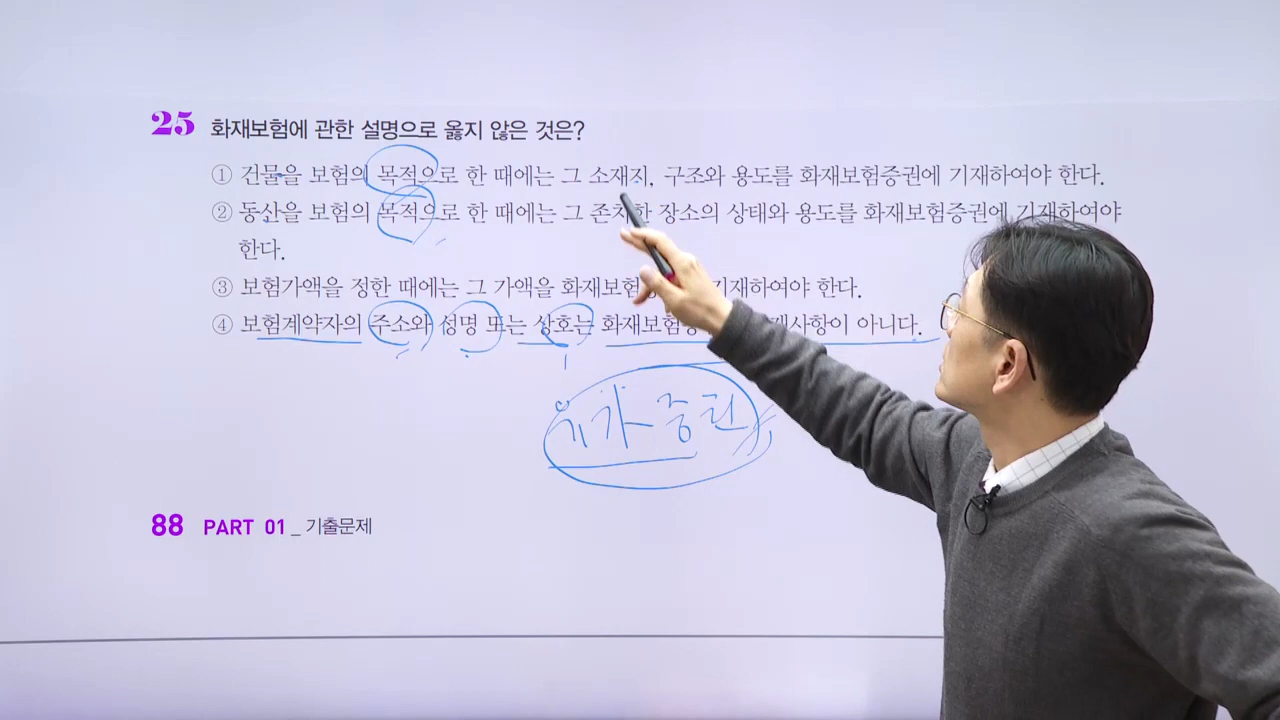 25 화재보험에 관한 설명으로 옳지 않은 것은?
① 건물을 보험의 목적으로 한 때에는 그 소재지, 구조와 용도를 화재보험증권에 기재하여야 한다.
② 동산을 보험의 목적으로 한 때에는 그 존치한 장소의 상태와 용도를 화재보험증권에 기재하여야
한다.
③ 보험가액을 정한 때에는 그 가액을 화재보험 기재하여야 한다.
④ 보험계약자의 주소와 성명 또는 상호는 화재보험 사항이 아니다.
증권
88 PART 01 _ 기출문제